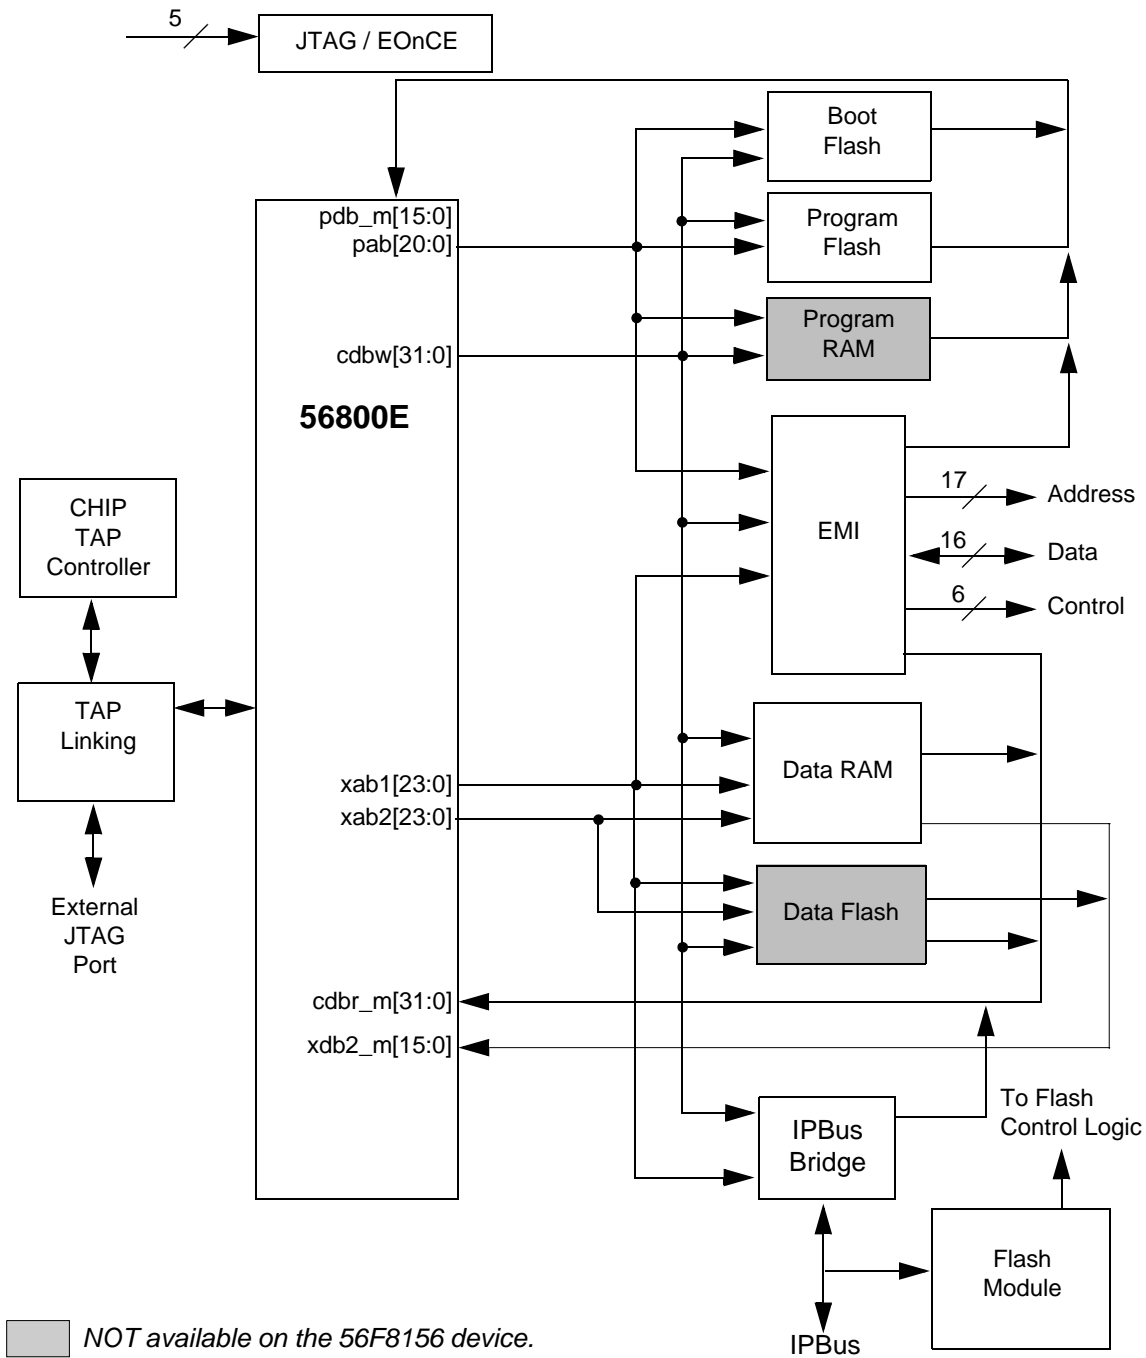 5
JTAG / EOnCE
Boot
Flash
pdb_m[15:0]
pab[20:0]
Program
Flash
Program
RAM
cdbw[31:0]
56800E
CHIP
TAP
Controller
EMI
17
Address
16
Data
6
Control
TAP
Linking
xab1[23:0]
xab2[23:0]
Data RAM
Data Flash
External
JTAG
Port
cdbr_m[31:0]
xdb2_m[15:0]
IPBus
Bridge
To Flash
Control Logic
Flash
Module
IPBus
NOT available on the 56F8156 device.